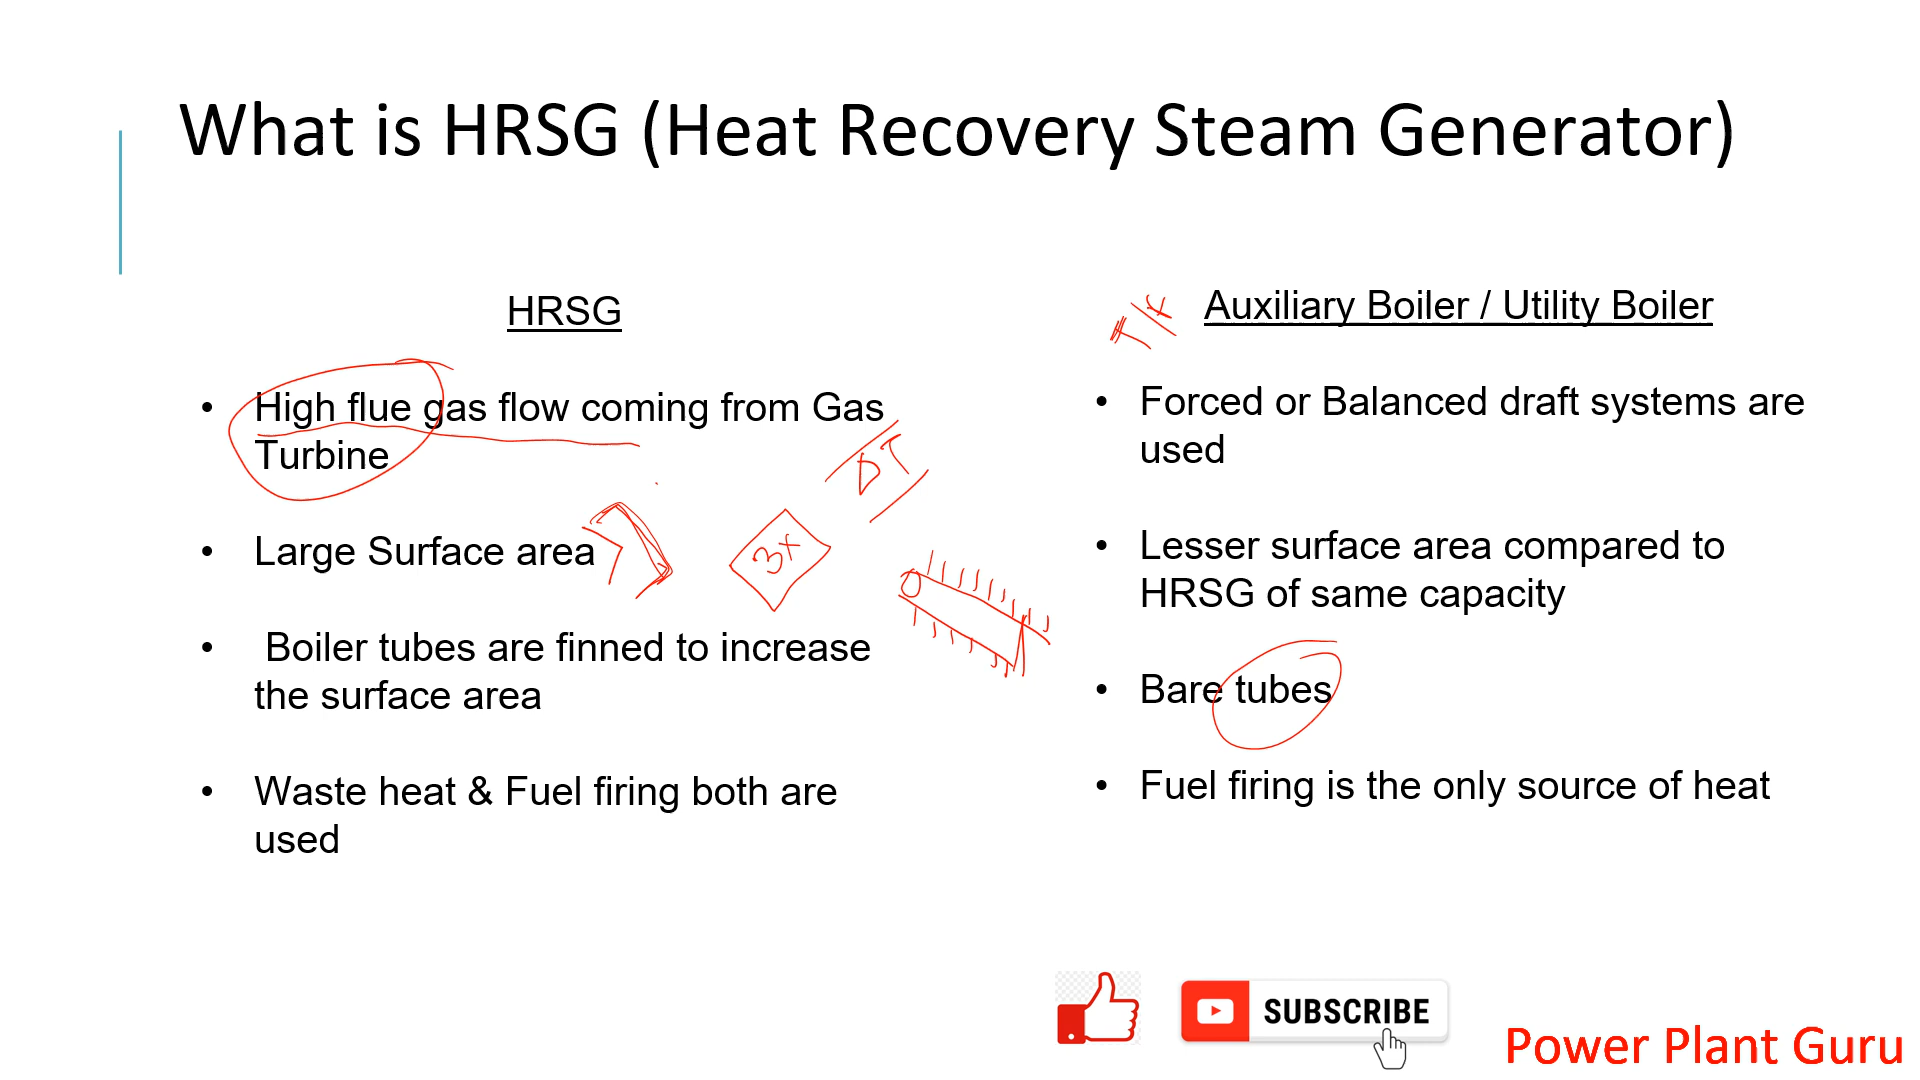 What is HRSG (Heat Recovery Steam Generator)
HRSG
• High flue gas flow coming from Gas
Turbine
• Large Surface area
• Boiler tubes are finned to increase
the surface area
• Waste heat & Fuel firing both are
used
3x
Auxiliary Boiler / Utility Boiler
• Forced or Balanced draft systems are
used
• Lesser surface area compared to
HRSG of same capacity
• Bare tubes
• Fuel firing is the only source of heat
SUBSCRIBE
Power Plant Guru